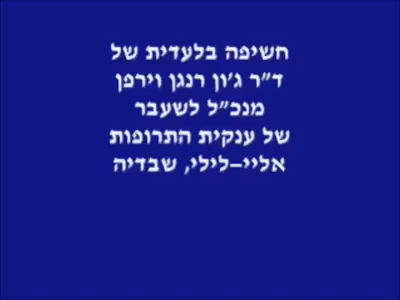 חשיפה בלעדית של
ד״ר ג׳ון רנגן וירפן
מנכ״ל לשעבר
של ענקית התרופות
אליי-לילי, שבדיה